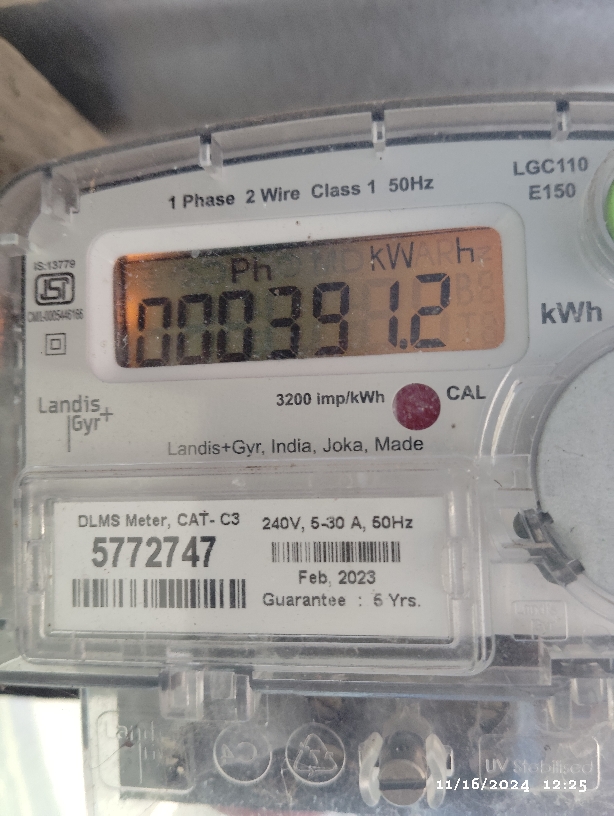 LGC110
E150
1 Phase 2 Wire Class 1 50Hz
IS:13779
Ph kW h
000391.2
kWh
3200 imp/kWh CAL
Landis
Gyr+
Landis+Gyr, India, Joka, Made
DLMS Meter, CAT- C3
5772747
240V, 5-30 A, 50Hz
Feb, 2023
Guarantee : 5 Yrs.
UV Stabilised
11/16/2024 12:25